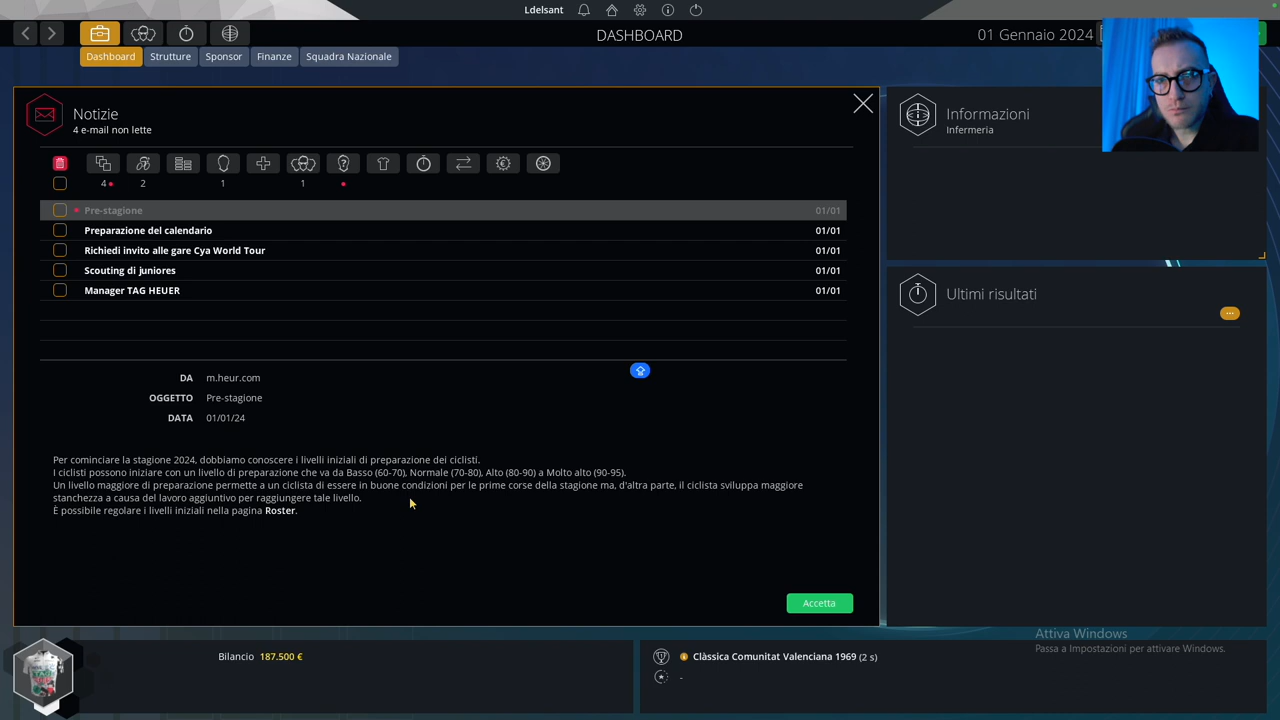 Ldelsant
DASHBOARD
01 Gennaio 2024
Dashboard
Strutture
Sponsor
Finanze
Squadra Nazionale
Notizie
4 e-mail non lette
4
2
1
1
Pre-stagione 01/01
Preparazione del calendario 01/01
Richiedi invito alle gare Cya World Tour 01/01
Scouting di juniores 01/01
Manager TAG HEUER 01/01
DA m.heur.com
OGGETTO Pre-stagione
DATA 01/01/24
Per cominciare la stagione 2024, dobbiamo conoscere i livelli iniziali di preparazione dei ciclisti.
I ciclisti possono iniziare con un livello di preparazione che va da Basso (60-70), Normale (70-80), Alto (80-90) a Molto alto (90-95).
Un livello maggiore di preparazione permette a un ciclista di essere in buone condizioni per le prime corse della stagione ma, d'altra parte, il ciclista sviluppa maggiore
stanchezza a causa del lavoro aggiuntivo per raggiungere tale livello.
È possibile regolare i livelli iniziali nella pagina Roster.
Accetta
Informazioni
Infermeria
Ultimi risultati
...
Bilancio 187.500 €
Clàssica Comunitat Valenciana 1969 (2 s)
-
Attiva Windows
Passa a Impostazioni per attivare Windows.